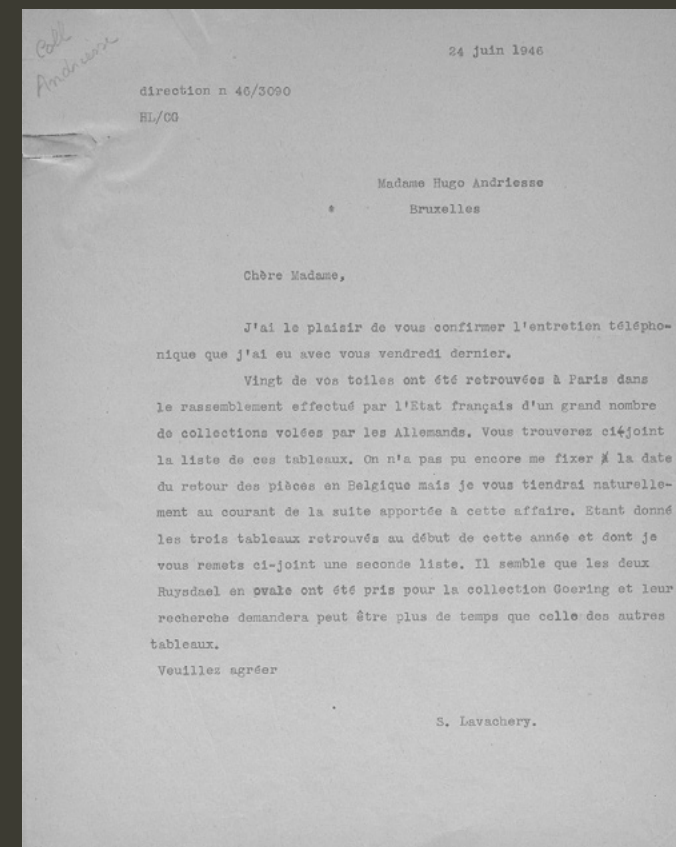 Coll
Andriesse
24 juin 1946
direction n 46/3090
HL/CG
Madame Hugo Andriesse
Bruxelles
Chère Madame,
J'ai le plaisir de vous confirmer l'entretien télépho-
nique que j'ai eu avec vous vendredi dernier.
Vingt de vos toiles ont été retrouvées à Paris dans
le rassemblement effectué par l'Etat français d'un grand nombre
de collections volées par les Allemands. Vous trouverez ci-joint
la liste de ces tableaux. On n'a pas pu encore me fixer la date
du retour des pièces en Belgique mais je vous tiendrai naturelle-
ment au courant de la suite apportée à cette affaire. Etant donné
les trois tableaux retrouvés au début de cette année et dont je
vous remets ci-joint une seconde liste. Il semble que les deux
Ruysdael en ovale ont été pris pour la collection Goering et leur
recherche demandera peut être plus de temps que celle des autres
tableaux.
Veuillez agréer
S. Lavachery.